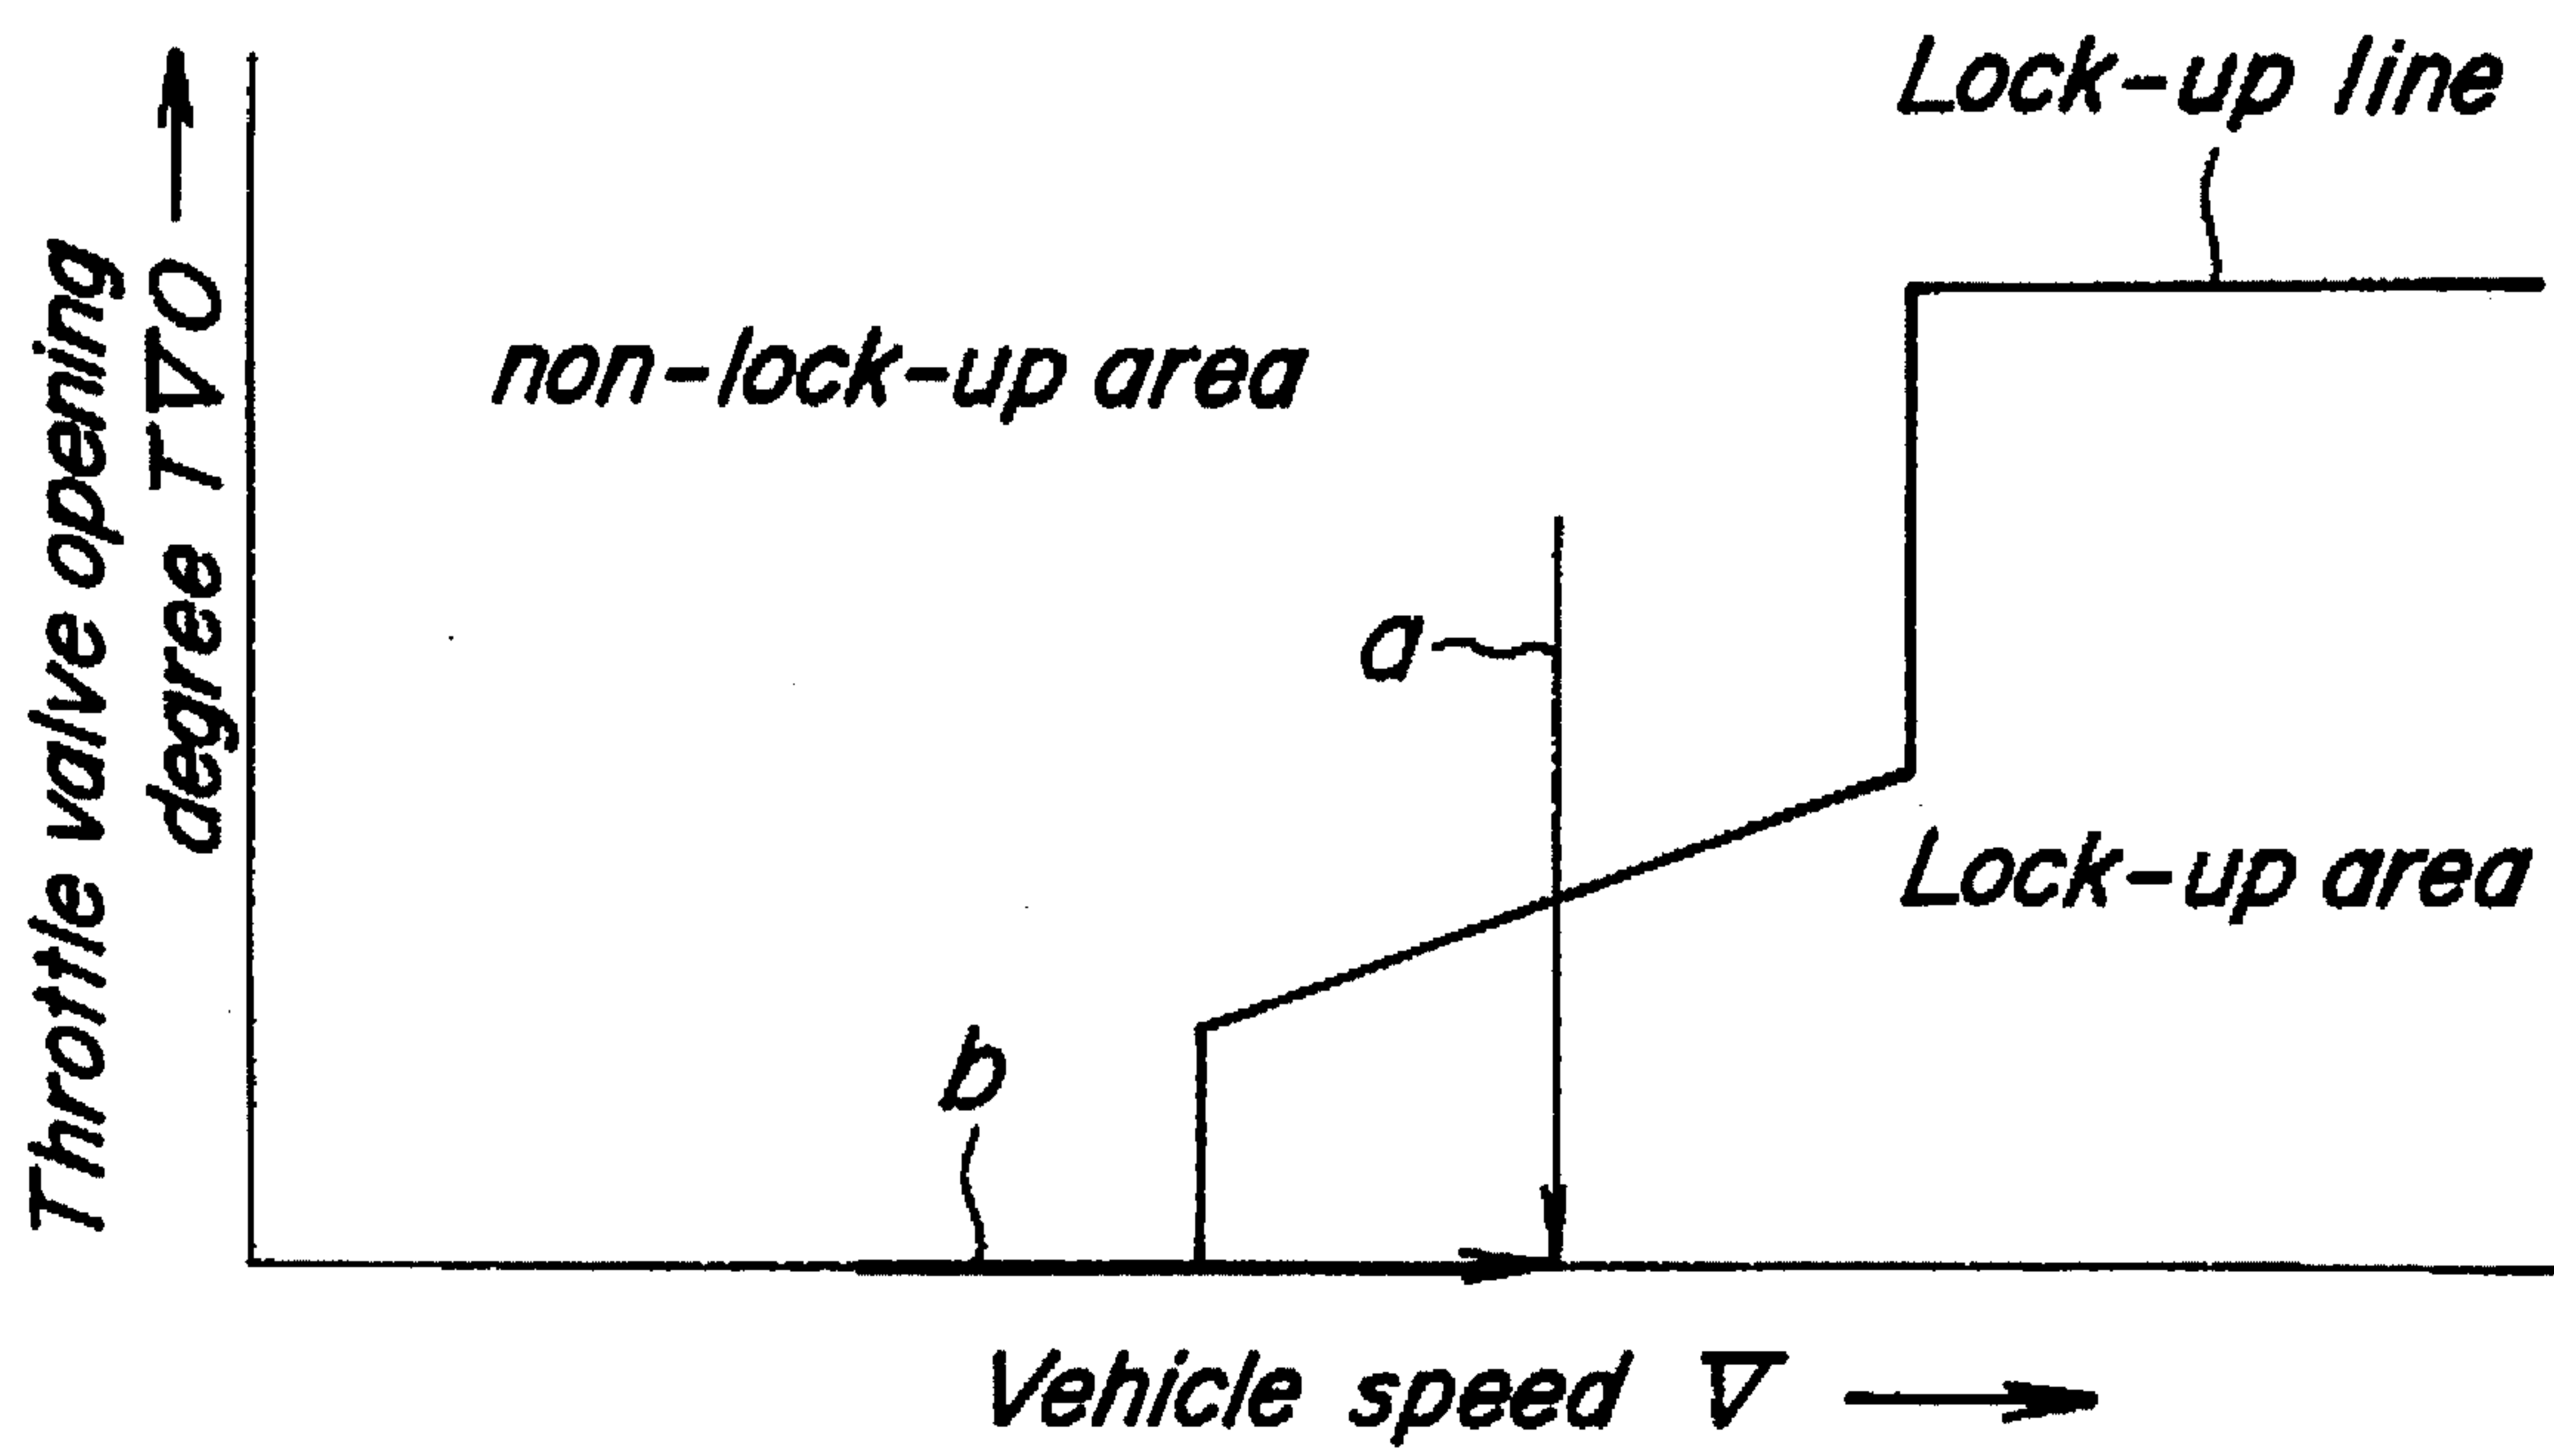 Throttle valve opening
degree TVO
Lock-up line
non-lock-up area
a
Lock-up area
b
Vehicle speed V